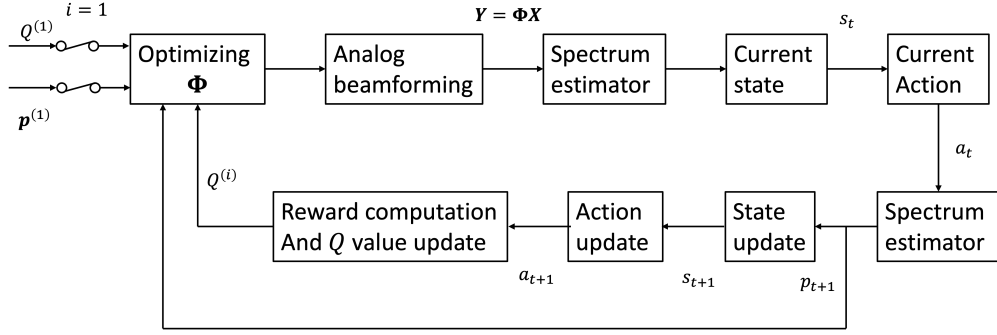 i = 1
Y = ΦX
Q^{(1)}
s_t
Optimizing
Φ
Analog
beamforming
Spectrum
estimator
Current
state
Current
Action
p^{(1)}
a_t
Q^{(i)}
Reward computation
And Q value update
Action
update
State
update
Spectrum
estimator
a_{t+1}
s_{t+1}
p_{t+1}